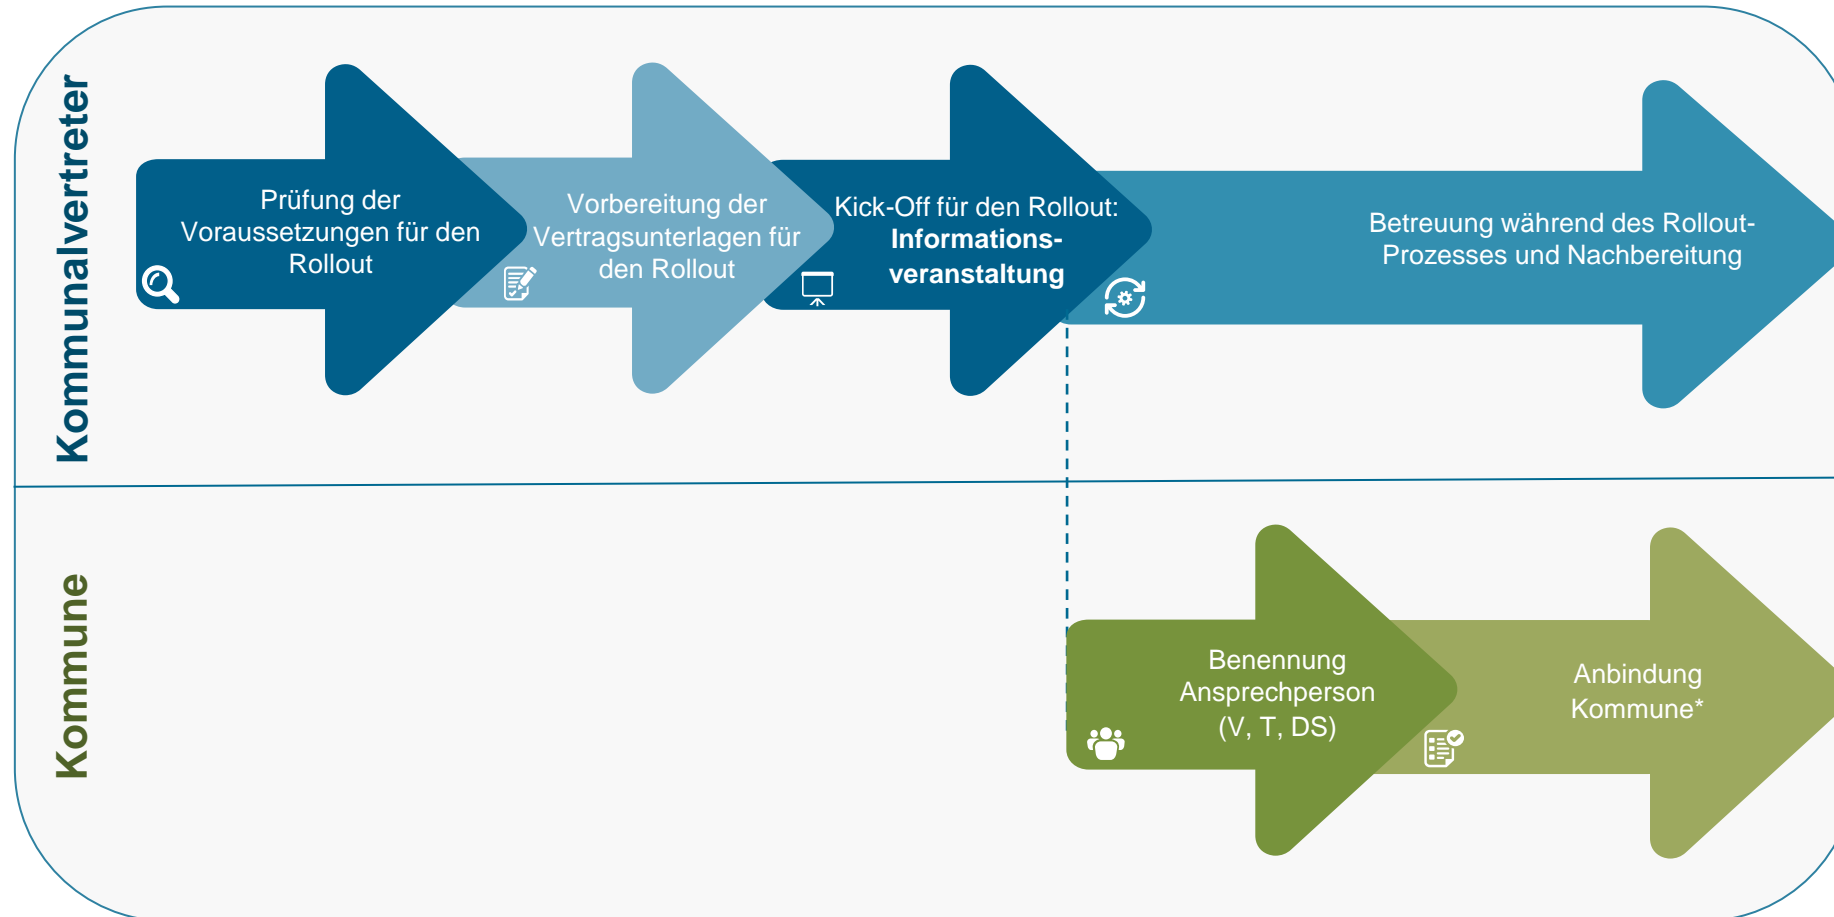 Kommunalvertreter
Prüfung der
Voraussetzungen für den
Rollout
Vorbereitung der
Vertragsunterlagen für
den Rollout
Kick-Off für den Rollout:
Informations-
veranstaltung
Betreuung während des Rollout-
Prozesses und Nachbereitung
Kommune
Benennung
Ansprechperson
(V, T, DS)
Anbindung
Kommune*